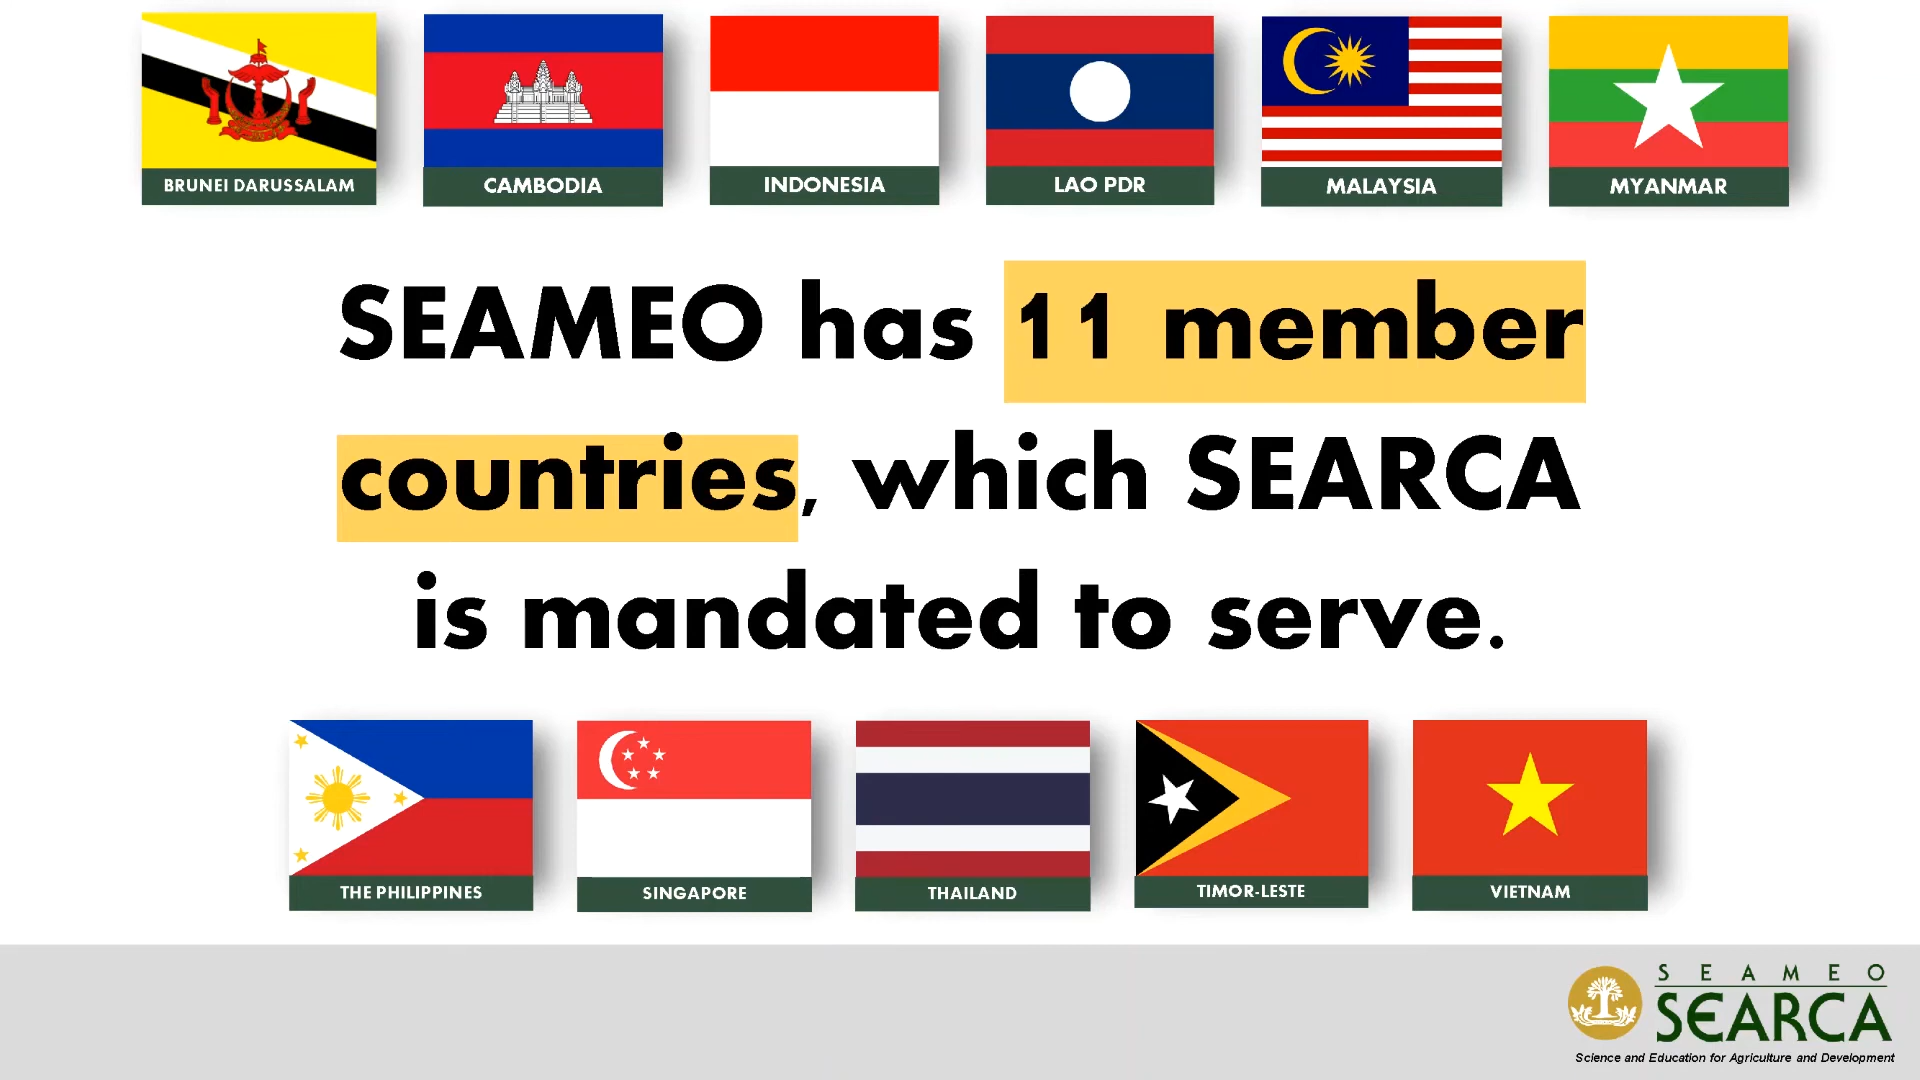 BRUNEI DARUSSALAM
CAMBODIA
INDONESIA
LAO PDR
MALAYSIA
MYANMAR
SEAMEO has 11 member
countries, which SEARCA
is mandated to serve.
THE PHILIPPINES
SINGAPORE
THAILAND
TIMOR-LESTE
VIETNAM
SEAMEO
SEARCA
Science and Education for Agriculture and Development